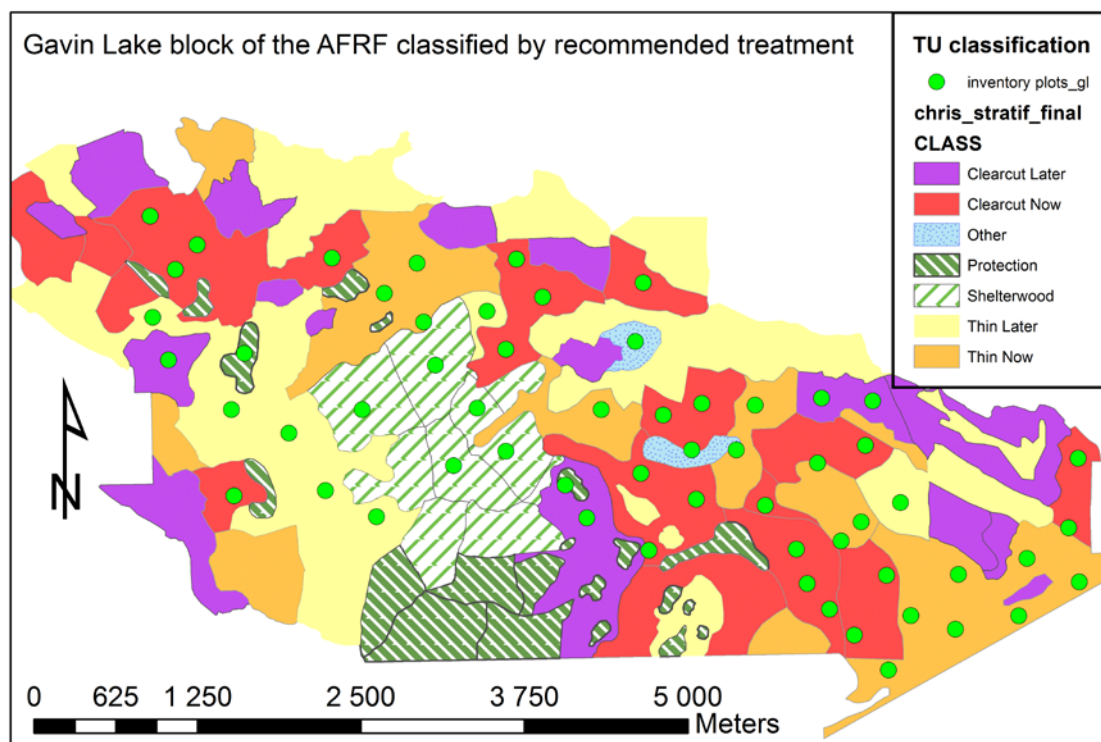 Gavin Lake block of the AFRF classified by recommended treatment
TU classification
inventory plots_gl
chris_stratif_final
CLASS
Clearcut Later
Clearcut Now
Other
Protection
Shelterwood
Thin Later
Thin Now
N
0 625 1 250 2 500 3 750 5 000
Meters